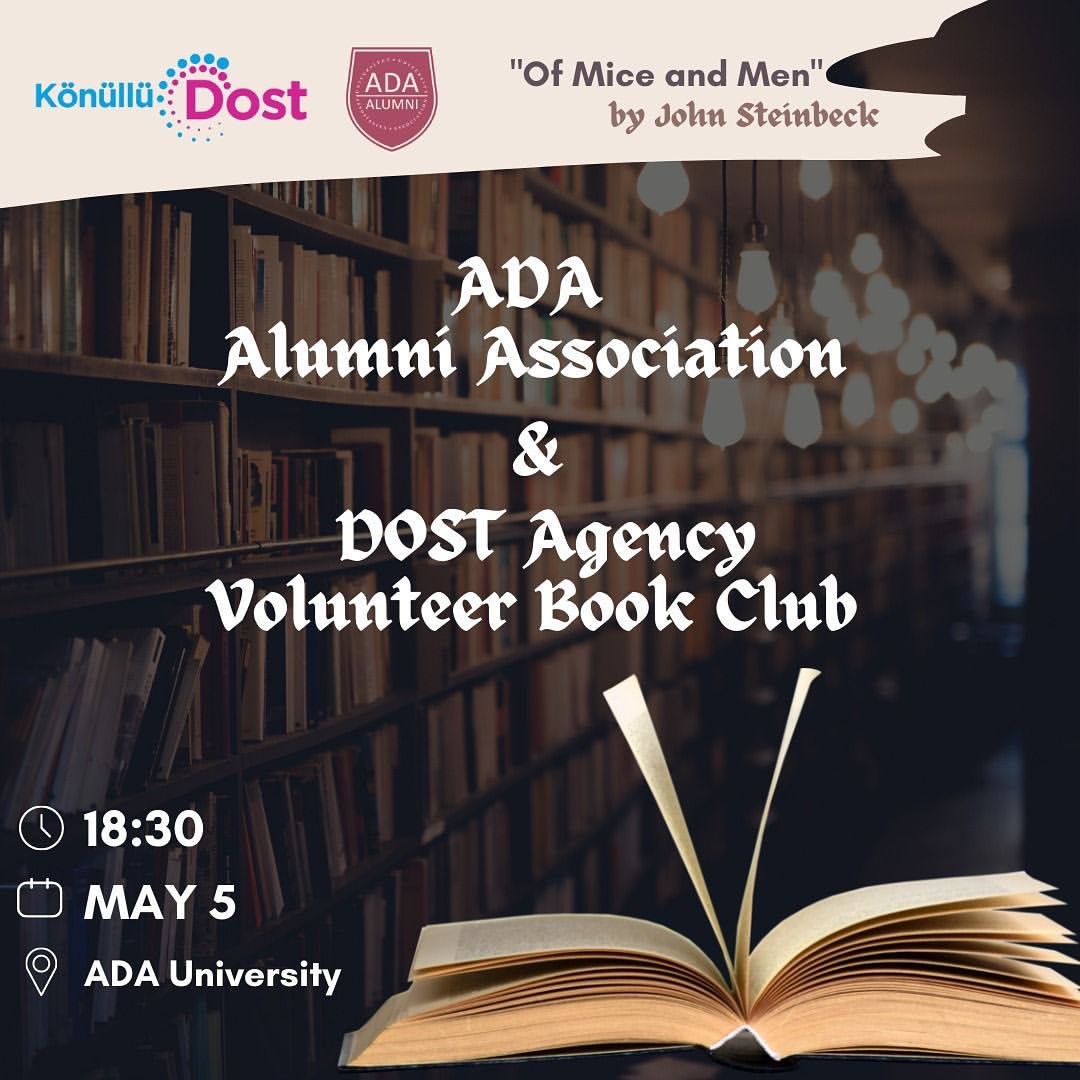 Könüllü Dost
ADA
ALUMNI
"Of Mice and Men"
by John Steinbeck
ADA
Alumni Association
&
DOST Agency
Volunteer Book Club
18:30
MAY 5
ADA University